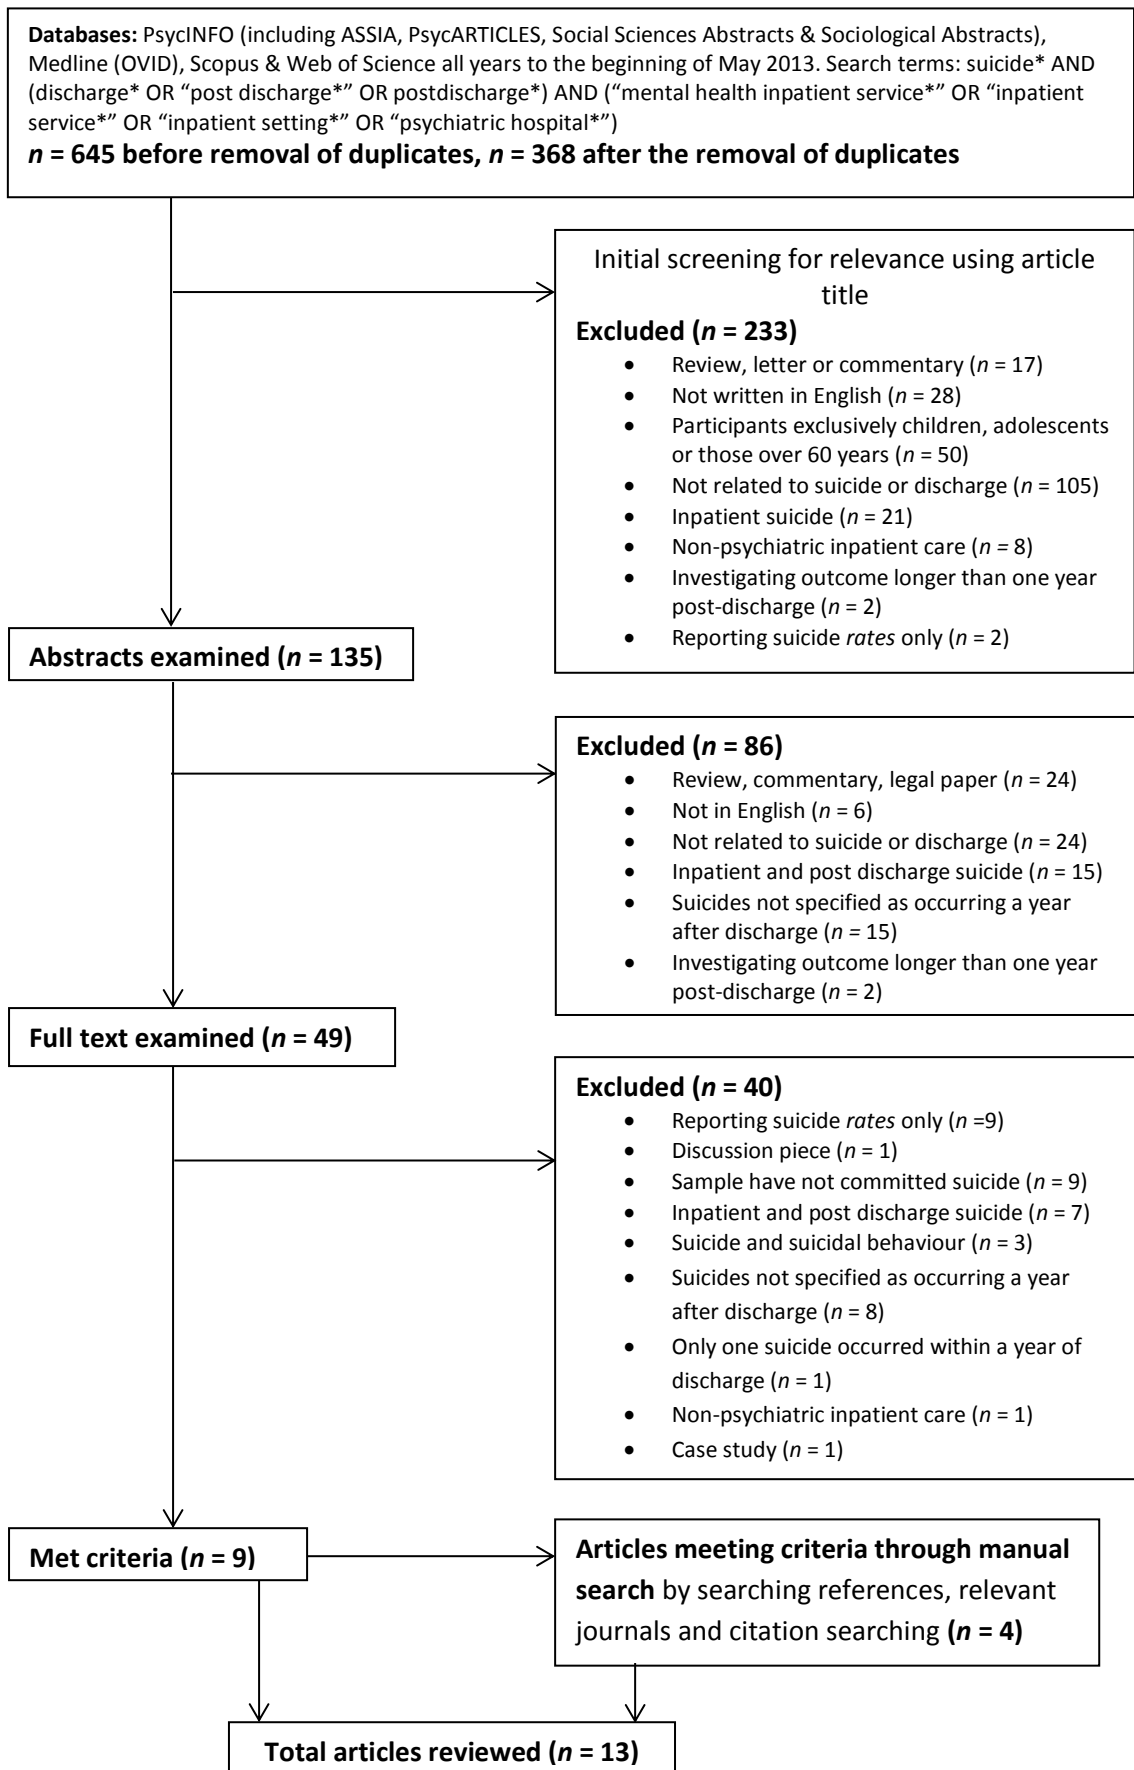 Databases: PsycINFO (including ASSIA, PsycARTICLES, Social Sciences Abstracts & Sociological Abstracts),
Medline (OVID), Scopus & Web of Science all years to the beginning of May 2013. Search terms: suicide* AND
(discharge* OR “post discharge*” OR postdischarge*) AND (“mental health inpatient service*” OR “inpatient
service*” OR “inpatient setting*” OR “psychiatric hospital*”)
n = 645 before removal of duplicates, n = 368 after the removal of duplicates
Initial screening for relevance using article
title
Excluded (n = 233)
• Review, letter or commentary (n = 17)
• Not written in English (n = 28)
• Participants exclusively children, adolescents
or those over 60 years (n = 50)
• Not related to suicide or discharge (n = 105)
• Inpatient suicide (n = 21)
• Non-psychiatric inpatient care (n = 8)
• Investigating outcome longer than one year
post-discharge (n = 2)
• Reporting suicide rates only (n = 2)
Abstracts examined (n = 135)
Excluded (n = 86)
• Review, commentary, legal paper (n = 24)
• Not in English (n = 6)
• Not related to suicide or discharge (n = 24)
• Inpatient and post discharge suicide (n = 15)
• Suicides not specified as occurring a year
after discharge (n = 15)
• Investigating outcome longer than one year
post-discharge (n = 2)
Full text examined (n = 49)
Excluded (n = 40)
• Reporting suicide rates only (n =9)
• Discussion piece (n = 1)
• Sample have not committed suicide (n = 9)
• Inpatient and post discharge suicide (n = 7)
• Suicide and suicidal behaviour (n = 3)
• Suicides not specified as occurring a year
after discharge (n = 8)
• Only one suicide occurred within a year of
discharge (n = 1)
• Non-psychiatric inpatient care (n = 1)
• Case study (n = 1)
Met criteria (n = 9)
Articles meeting criteria through manual
search by searching references, relevant
journals and citation searching (n = 4)
Total articles reviewed (n = 13)